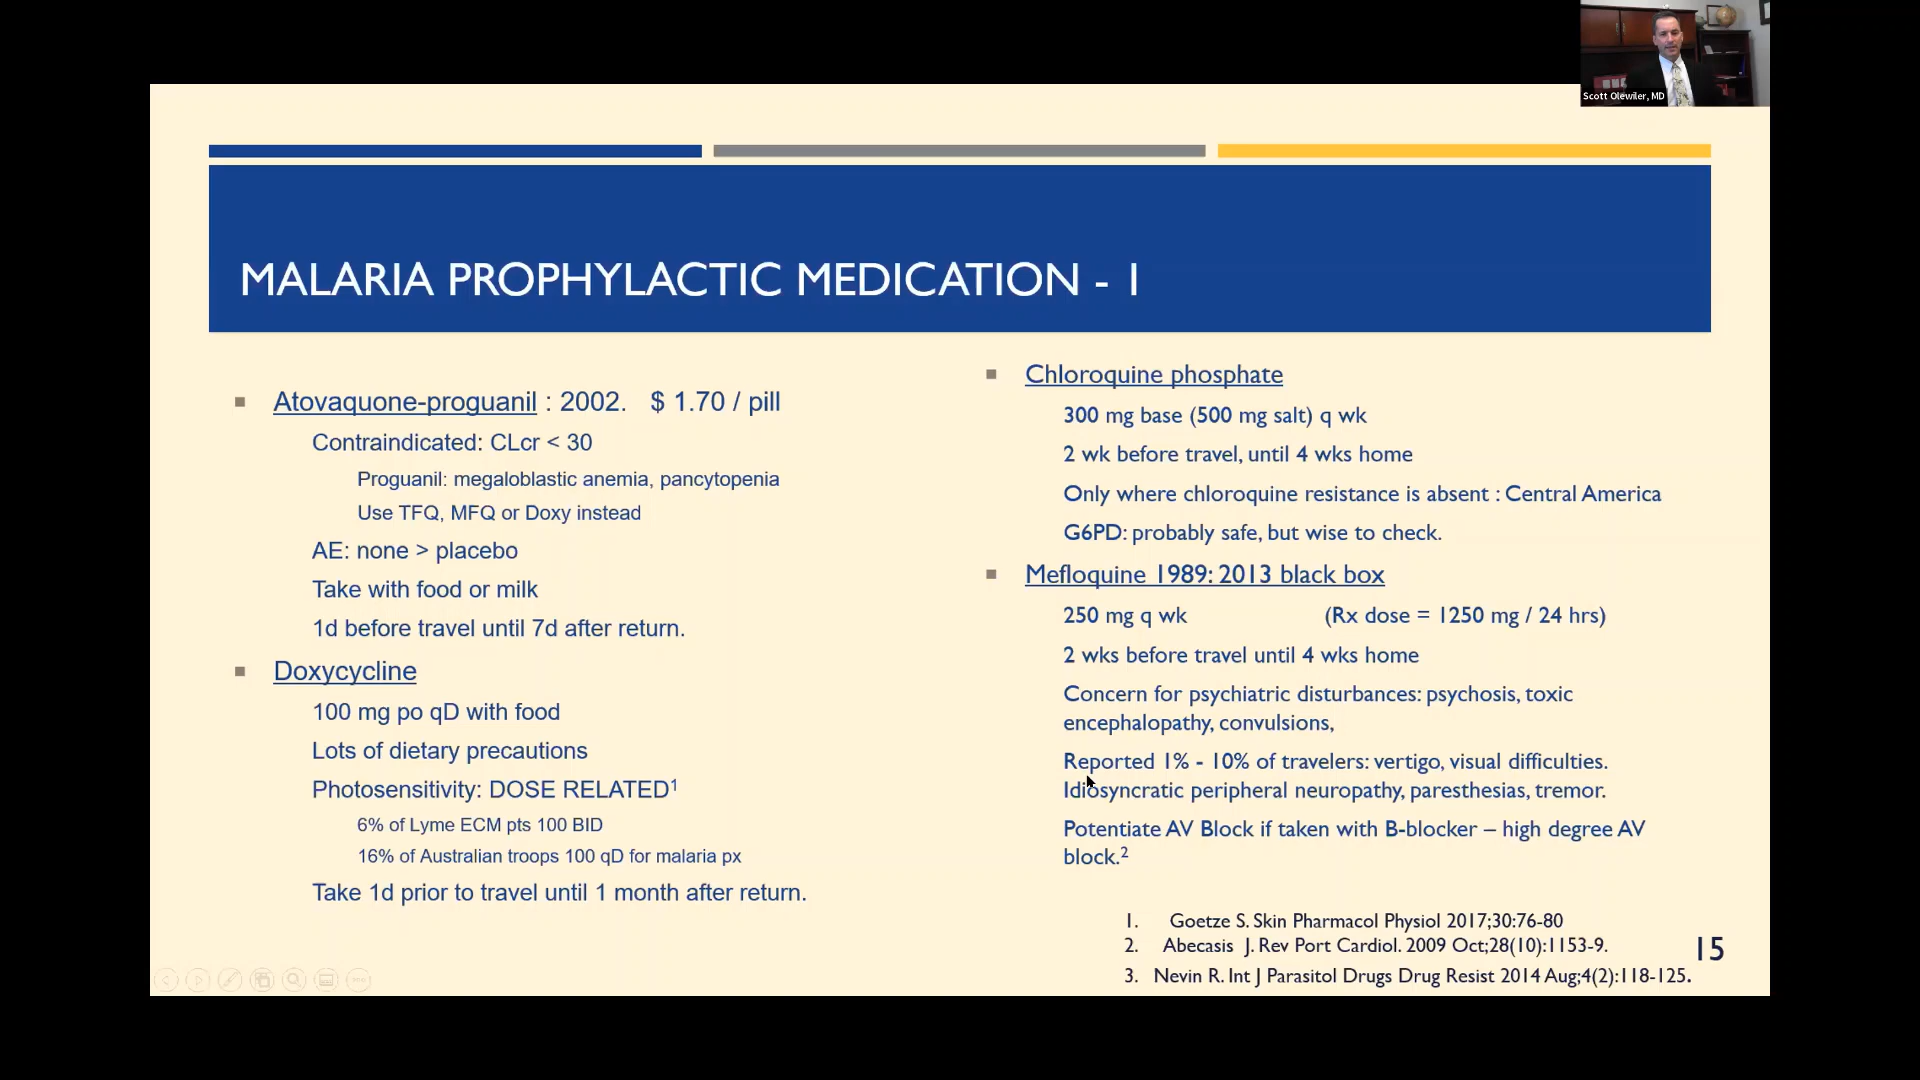 Scott Olewiler, MD
MALARIA PROPHYLACTIC MEDICATION - 1
Atovaquone-proguanil : 2002. $ 1.70 / pill
Contraindicated: CLcr < 30
Proguanil: megaloblastic anemia, pancytopenia
Use TFQ, MFQ or Doxy instead
AE: none > placebo
Take with food or milk
1d before travel until 7d after return.
Doxycycline
100 mg po qD with food
Lots of dietary precautions
Photosensitivity: DOSE RELATED¹
6% of Lyme ECM pts 100 BID
16% of Australian troops 100 qD for malaria px
Take 1d prior to travel until 1 month after return.
Chloroquine phosphate
300 mg base (500 mg salt) q wk
2 wk before travel, until 4 wks home
Only where chloroquine resistance is absent : Central America
G6PD: probably safe, but wise to check.
Mefloquine 1989: 2013 black box
250 mg q wk (Rx dose = 1250 mg / 24 hrs)
2 wks before travel until 4 wks home
Concern for psychiatric disturbances: psychosis, toxic
encephalopathy, convulsions,
Reported 1% - 10% of travelers: vertigo, visual difficulties.
Idiosyncratic peripheral neuropathy, paresthesias, tremor.
Potentiate AV Block if taken with B-blocker – high degree AV
block.²
1. Goetze S. Skin Pharmacol Physiol 2017;30:76-80
2. Abecasis J. Rev Port Cardiol. 2009 Oct;28(10):1153-9.
3. Nevin R. Int J Parasitol Drugs Drug Resist 2014 Aug;4(2):118-125.
15